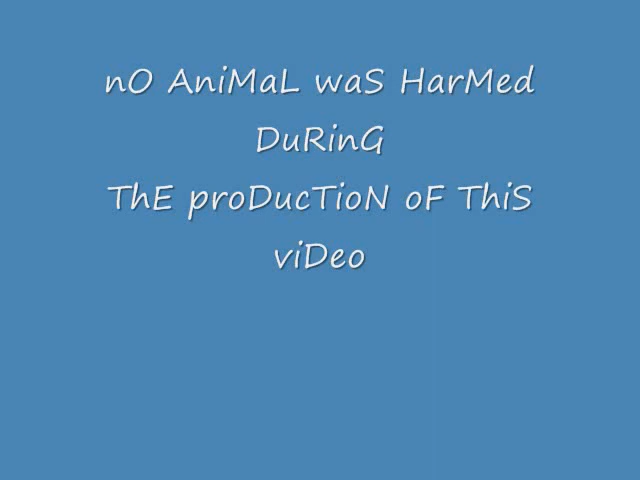 nO AniMaL waS HarMed
DuRinG
ThE proDucTioN oF ThiS
viDeo